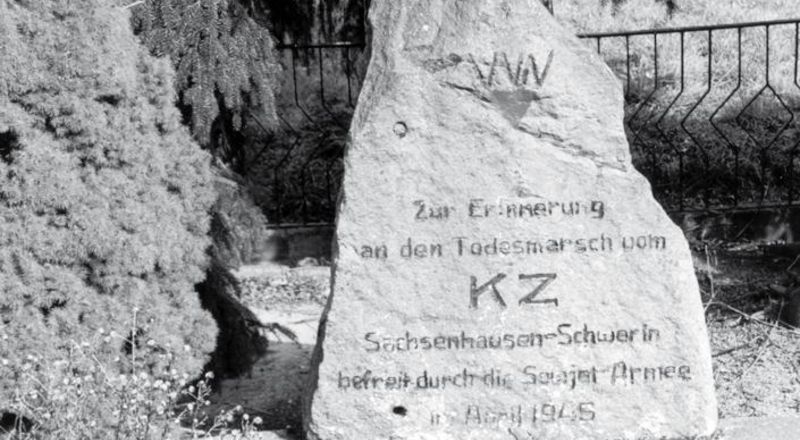 VVN
Zur Erinnerung
an den Todesmarsch vom
KZ
Sachsenhausen-Schwerin
befreit durch die Sowjet-Armee
im April 1945